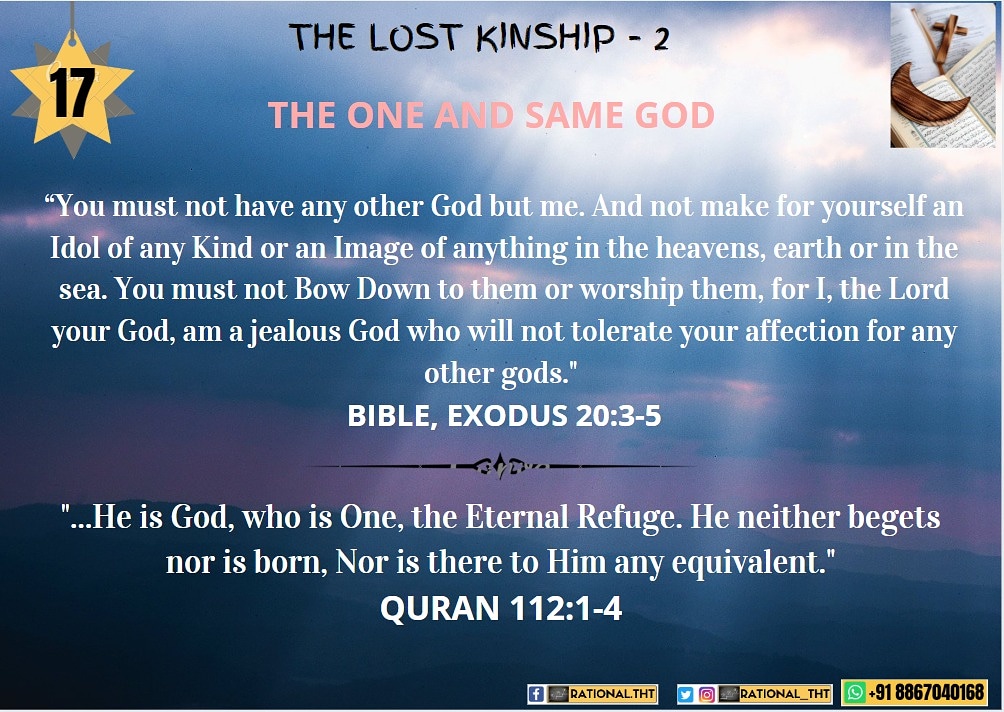 THE LOST KINSHIP - 2
17
THE ONE AND SAME GOD
“You must not have any other God but me. And not make for yourself an
Idol of any Kind or an Image of anything in the heavens, earth or in the
sea. You must not Bow Down to them or worship them, for I, the Lord
your God, am a jealous God who will not tolerate your affection for any
other gods."
BIBLE, EXODUS 20:3-5
"...He is God, who is One, the Eternal Refuge. He neither begets
nor is born, Nor is there to Him any equivalent."
QURAN 112:1-4
RATIONAL.THT
RATIONAL_THT
+91 8867040168